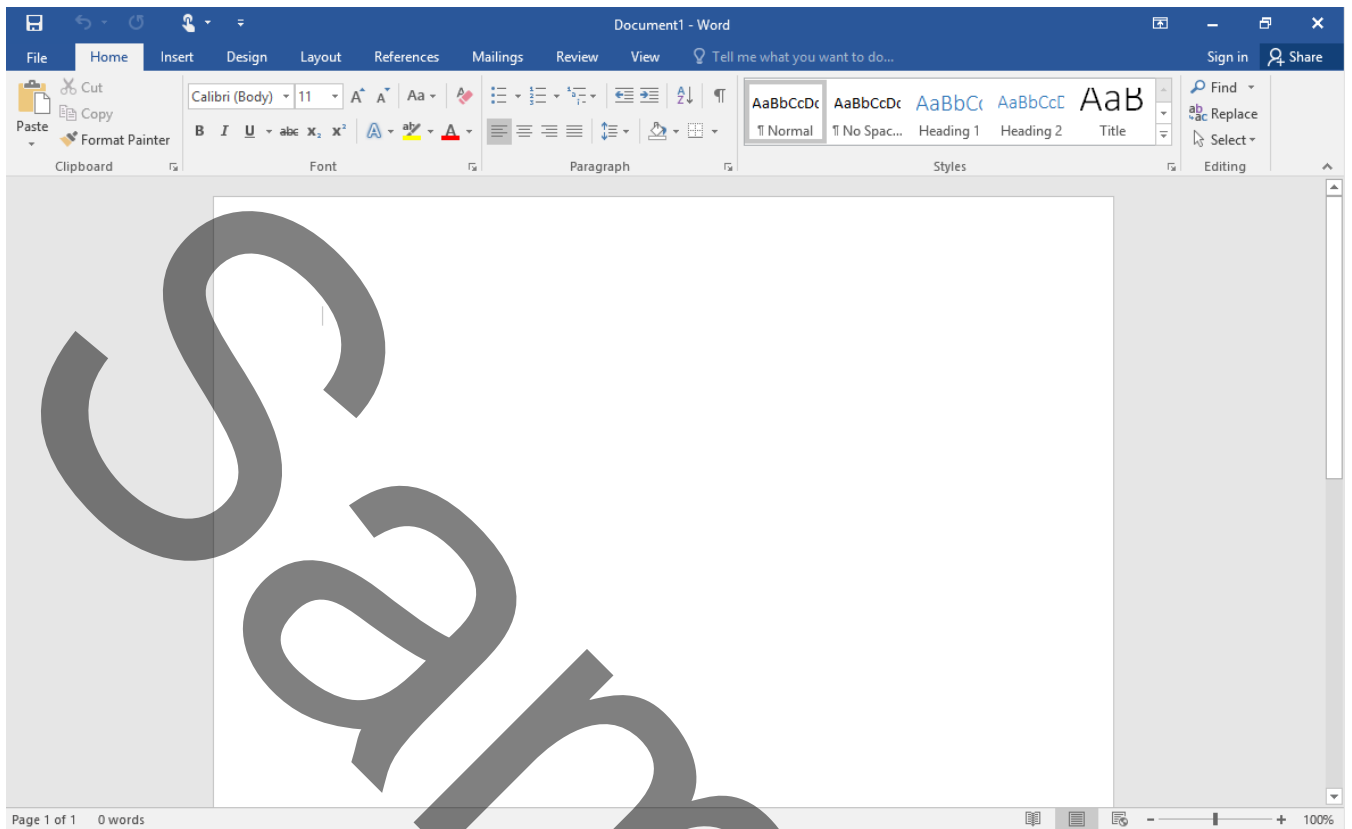 Document1 - Word
File Home Insert Design Layout References Mailings Review View Tell me what you want to do... Sign in Share
Paste
Cut
Copy
Format Painter
Clipboard
Calibri (Body) 11 A A Aa
B I U abc X₂ X² A aby A
Font
Paragraph
AaBbCcDc AaBbCcDc AaBbCc AaBbCcE AaB
¶ Normal ¶ No Spac... Heading 1 Heading 2 Title
Styles
Find
Replace
Select
Editing
Sam
Page 1 of 1 0 words 100%